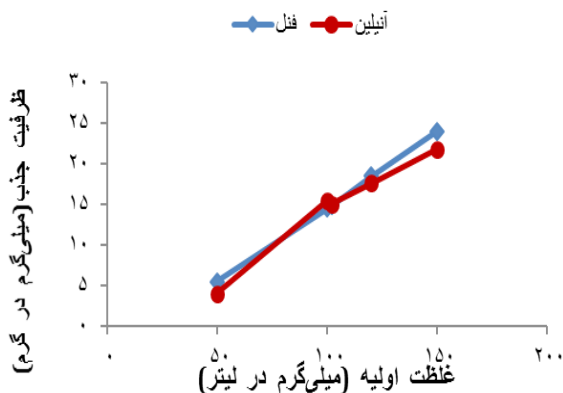 فنل آنیلین
ظرفیت جذب (میلی‌گرم در گرم)
۳۰
۲۵
۲۰
۱۵
۱۰
۵
۰
۰ ۵۰ ۱۰۰ ۱۵۰ ۲۰۰
غلظت اولیه (میلی‌گرم در لیتر)